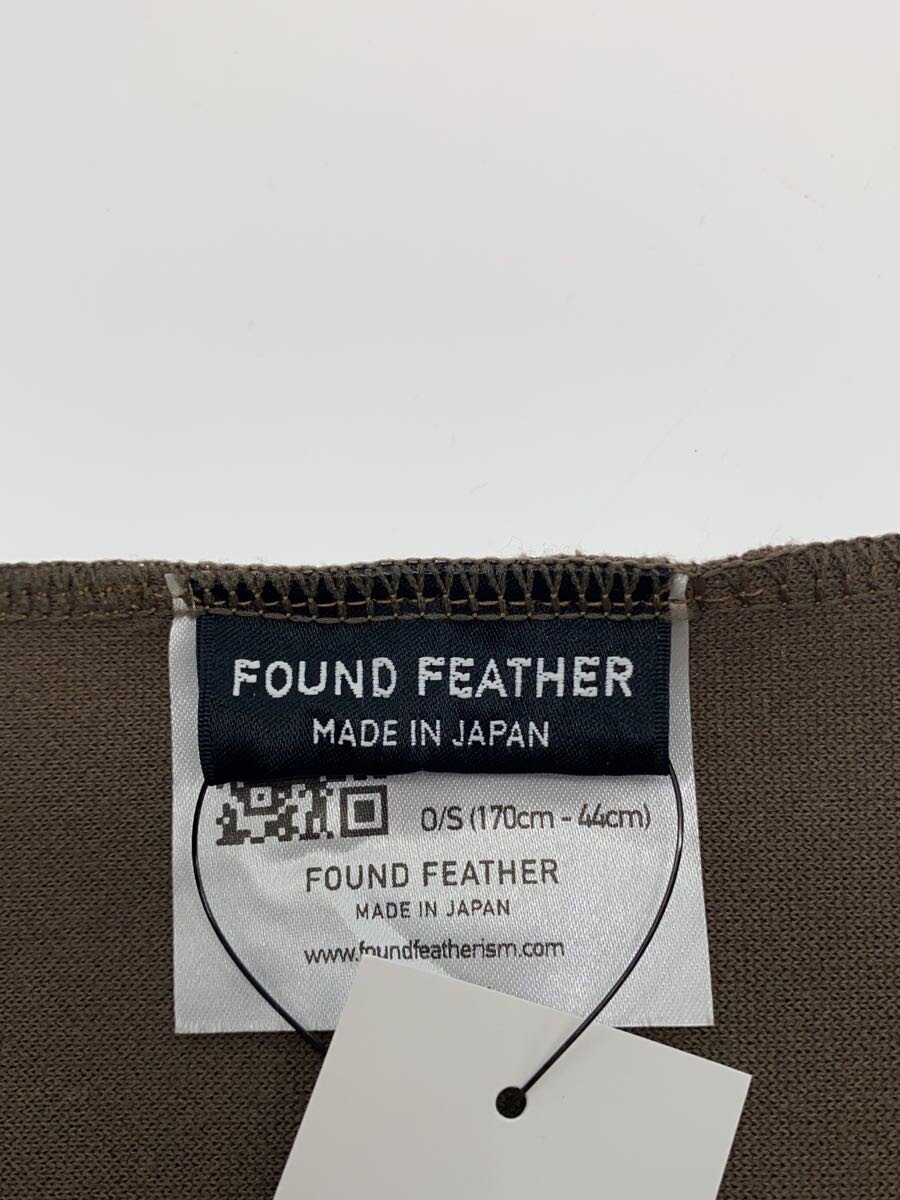 FOUND FEATHER
MADE IN JAPAN
O/S (170cm - 44cm)
FOUND FEATHER
MADE IN JAPAN
www.foundfeatherism.com